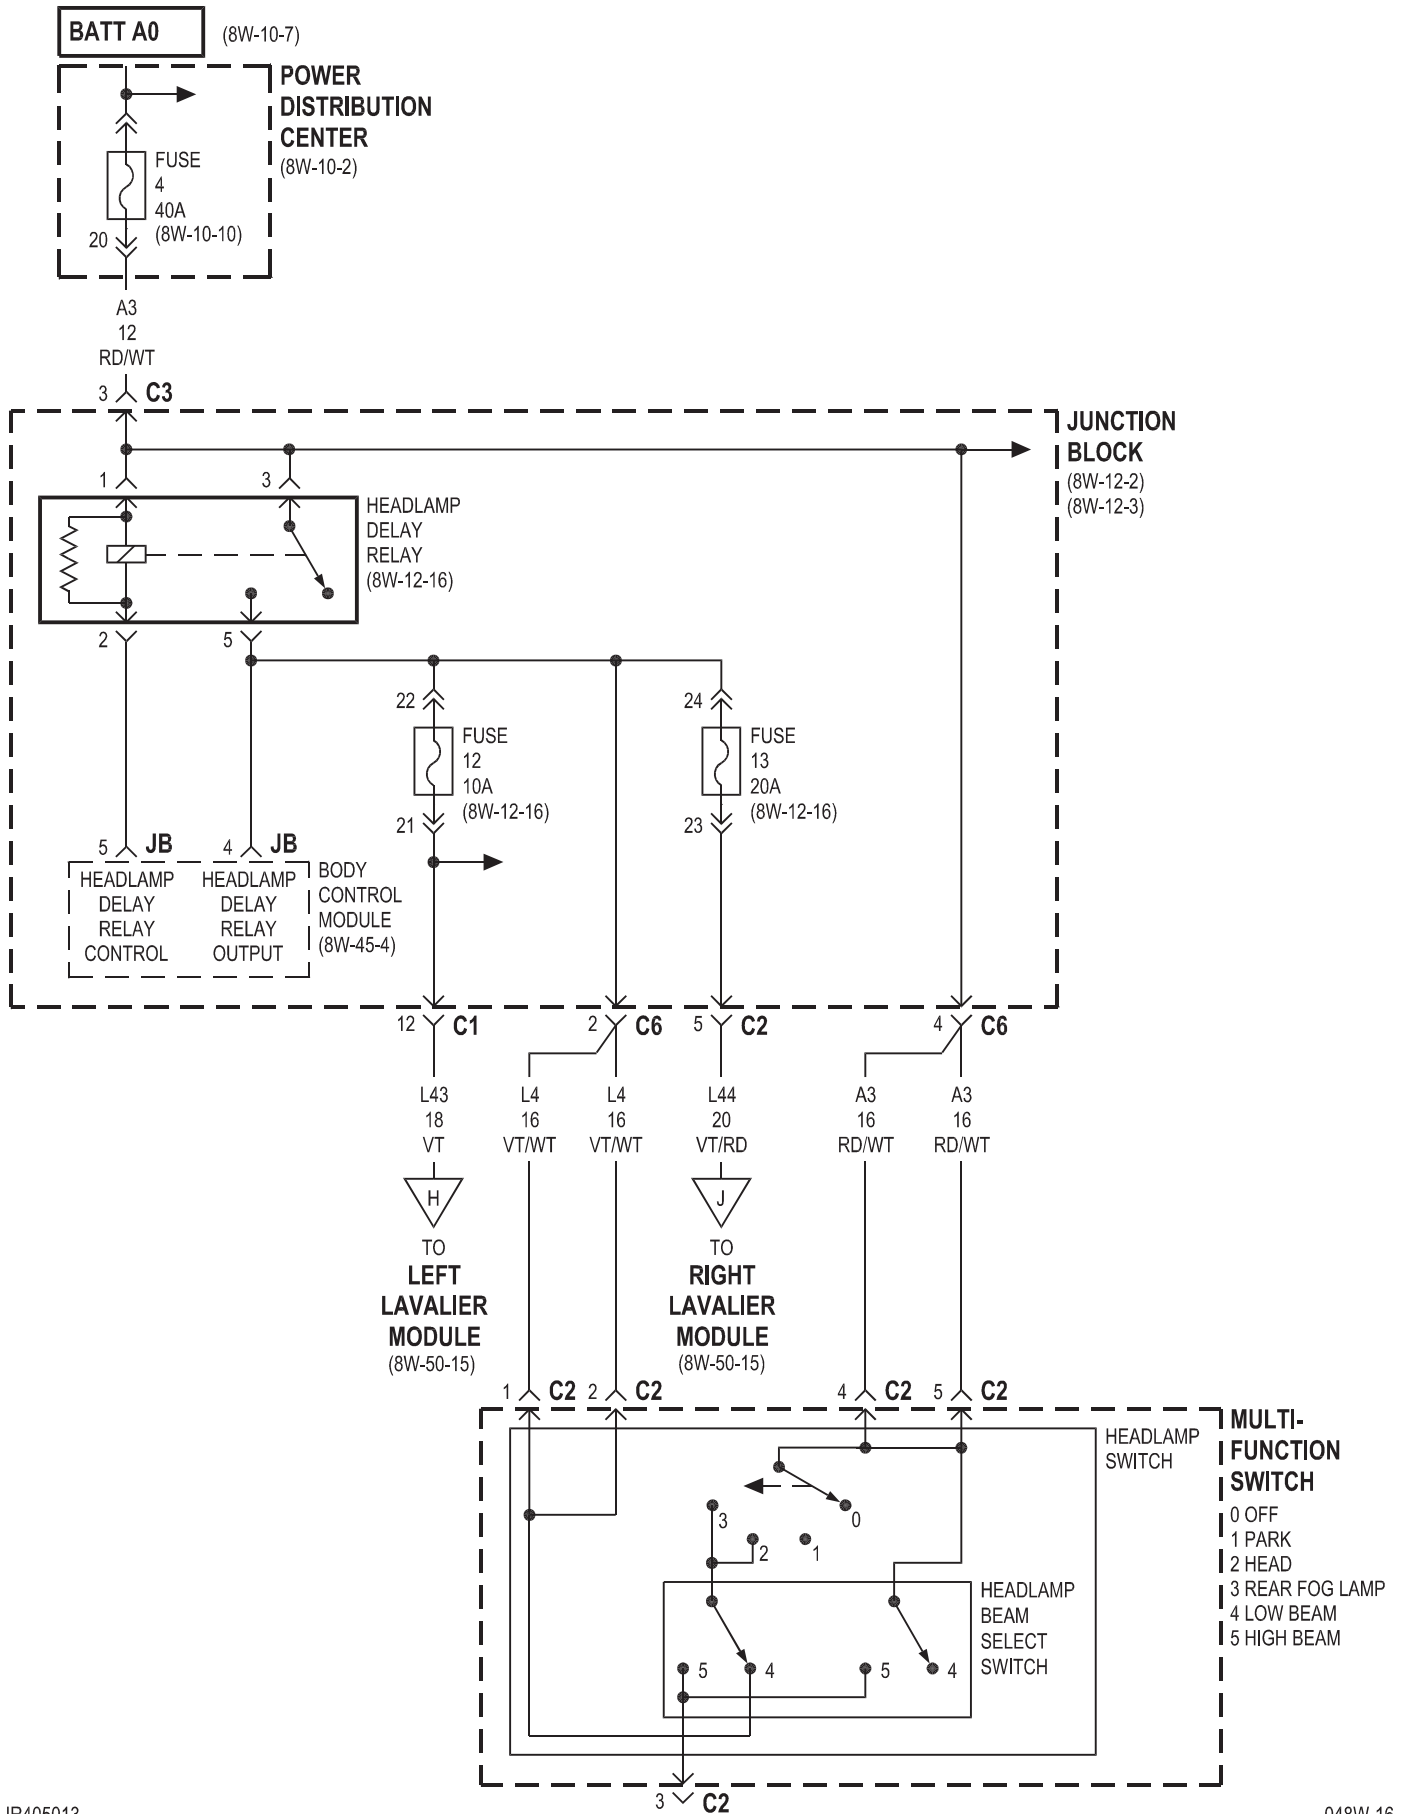 BATT A0 (8W-10-7)
POWER
DISTRIBUTION
CENTER
(8W-10-2)
FUSE
4
40A
(8W-10-10)
20
A3
12
RD/WT
3 C3
JUNCTION
BLOCK
(8W-12-2)
(8W-12-3)
1 3
HEADLAMP
DELAY
RELAY
(8W-12-16)
2 5
22 24
FUSE
12
10A
(8W-12-16)
FUSE
13
20A
(8W-12-16)
21 23
5 JB 4 JB
HEADLAMP
DELAY
RELAY
CONTROL
HEADLAMP
DELAY
RELAY
OUTPUT
BODY
CONTROL
MODULE
(8W-45-4)
12 C1 2 C6 5 C2 4 C6
L43 L4 L4 L44 A3 A3
18 16 16 20 16 16
VT VT/WT VT/WT VT/RD RD/WT RD/WT
H J
TO
LEFT
LAVALIER
MODULE
(8W-50-15)
TO
RIGHT
LAVALIER
MODULE
(8W-50-15)
1 C2 2 C2 4 C2 5 C2
HEADLAMP
SWITCH
MULTI-
FUNCTION
SWITCH
0 OFF
1 PARK
2 HEAD
3 REAR FOG LAMP
4 LOW BEAM
5 HIGH BEAM
3 0
2 1
HEADLAMP
BEAM
SELECT
SWITCH
5 4 5 4
3 C2